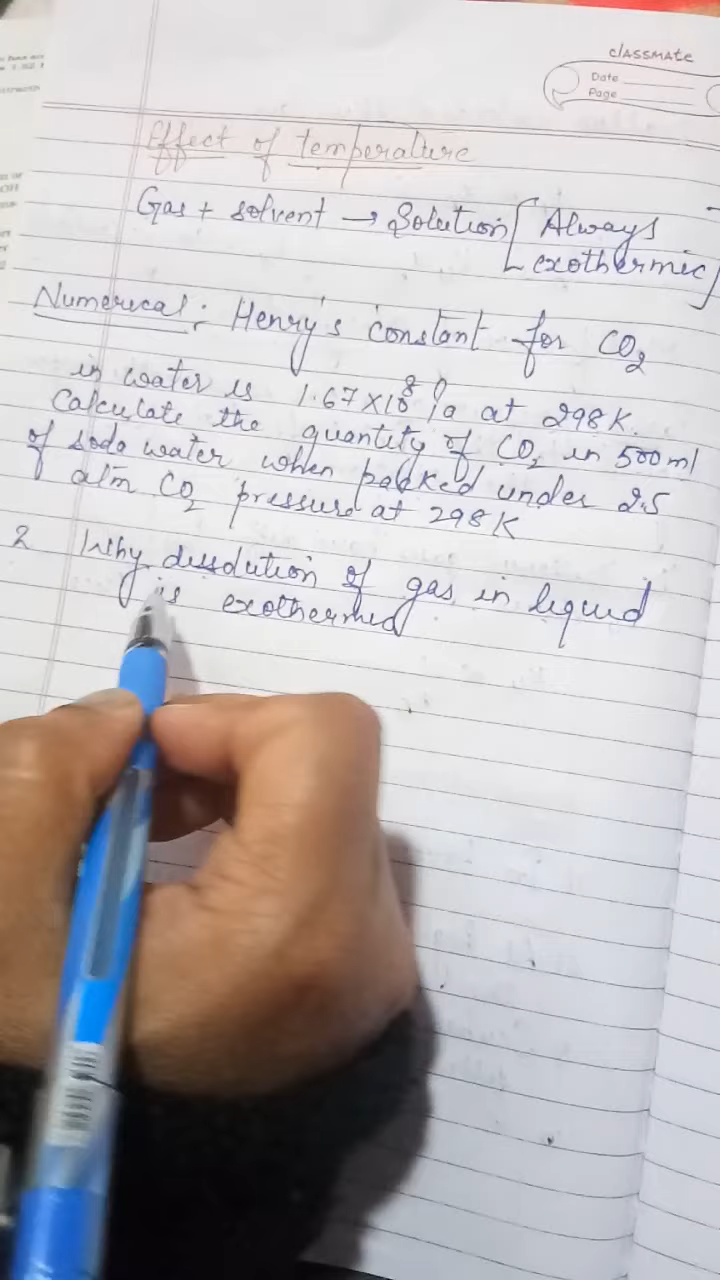 classmate
Date
Page
Effect of temperature
Gas + solvent → Solution [Always
exothermic]
Numerical: Henry's constant for CO2
in water is 1.67×10^8 Pa at 298K.
Calculate the quantity of CO2 in 500ml
of soda water when packed under 2.5
atm CO2 pressure at 298K
2 Why dissolution of gas in liquid
is exothermic